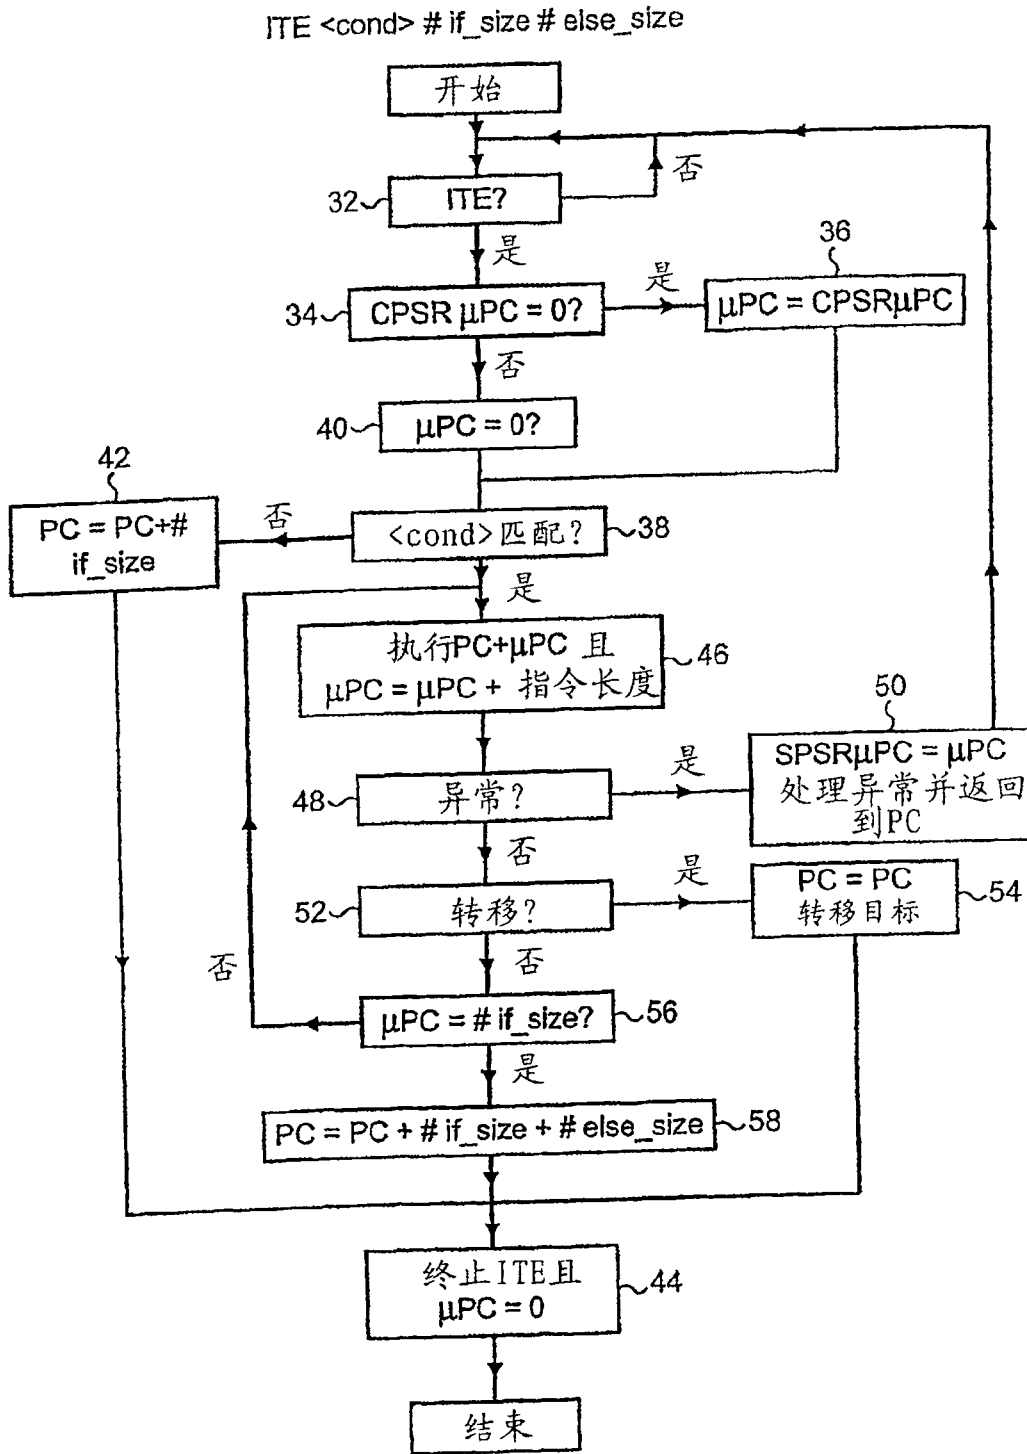 ITE <cond> # if_size # else_size
开始
否
32
ITE?
是
36
是
34
CPSR μPC = 0?
μPC = CPSRμPC
否
40
μPC = 0?
42
否
PC = PC+#
if_size
<cond>匹配?
38
是
执行PC+μPC 且
μPC = μPC + 指令长度
46
50
是
SPSRμPC = μPC
处理异常并返回
到PC
48
异常?
否
是
52
转移?
PC = PC
转移目标
54
否
否
μPC = # if_size?
56
是
PC = PC + # if_size + # else_size
58
终止ITE且
μPC = 0
44
结束